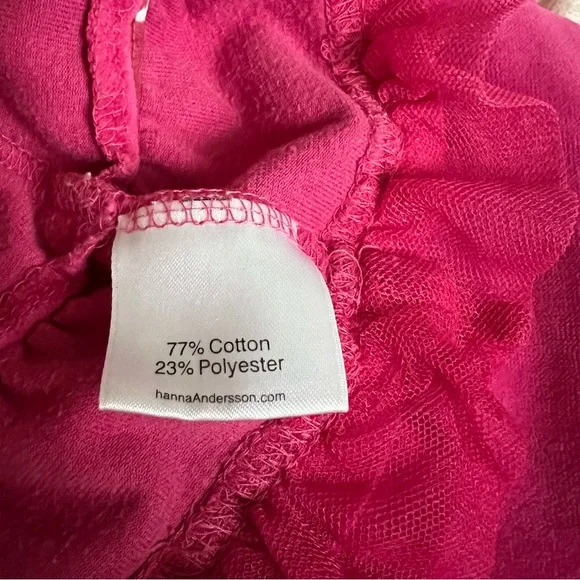 77% Cotton
23% Polyester
hannaAndersson.com